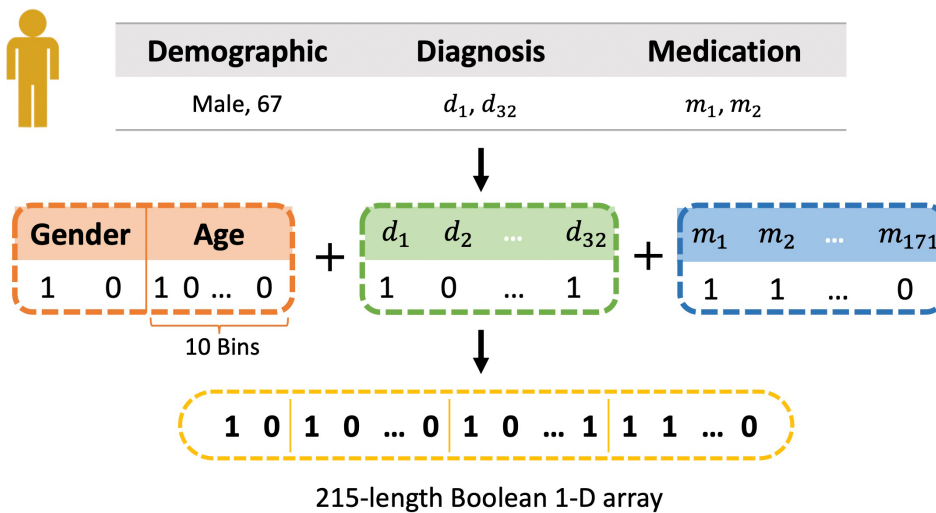 Demographic Diagnosis Medication
Male, 67 d₁, d₃₂ m₁, m₂
Gender Age d₁ d₂ ... d₃₂ m₁ m₂ ... m₁₇₁
1 0 1 0 ... 0 + 1 0 ... 1 + 1 1 ... 0
10 Bins
1 0 1 0 ... 0 1 0 ... 1 1 1 ... 0
215-length Boolean 1-D array